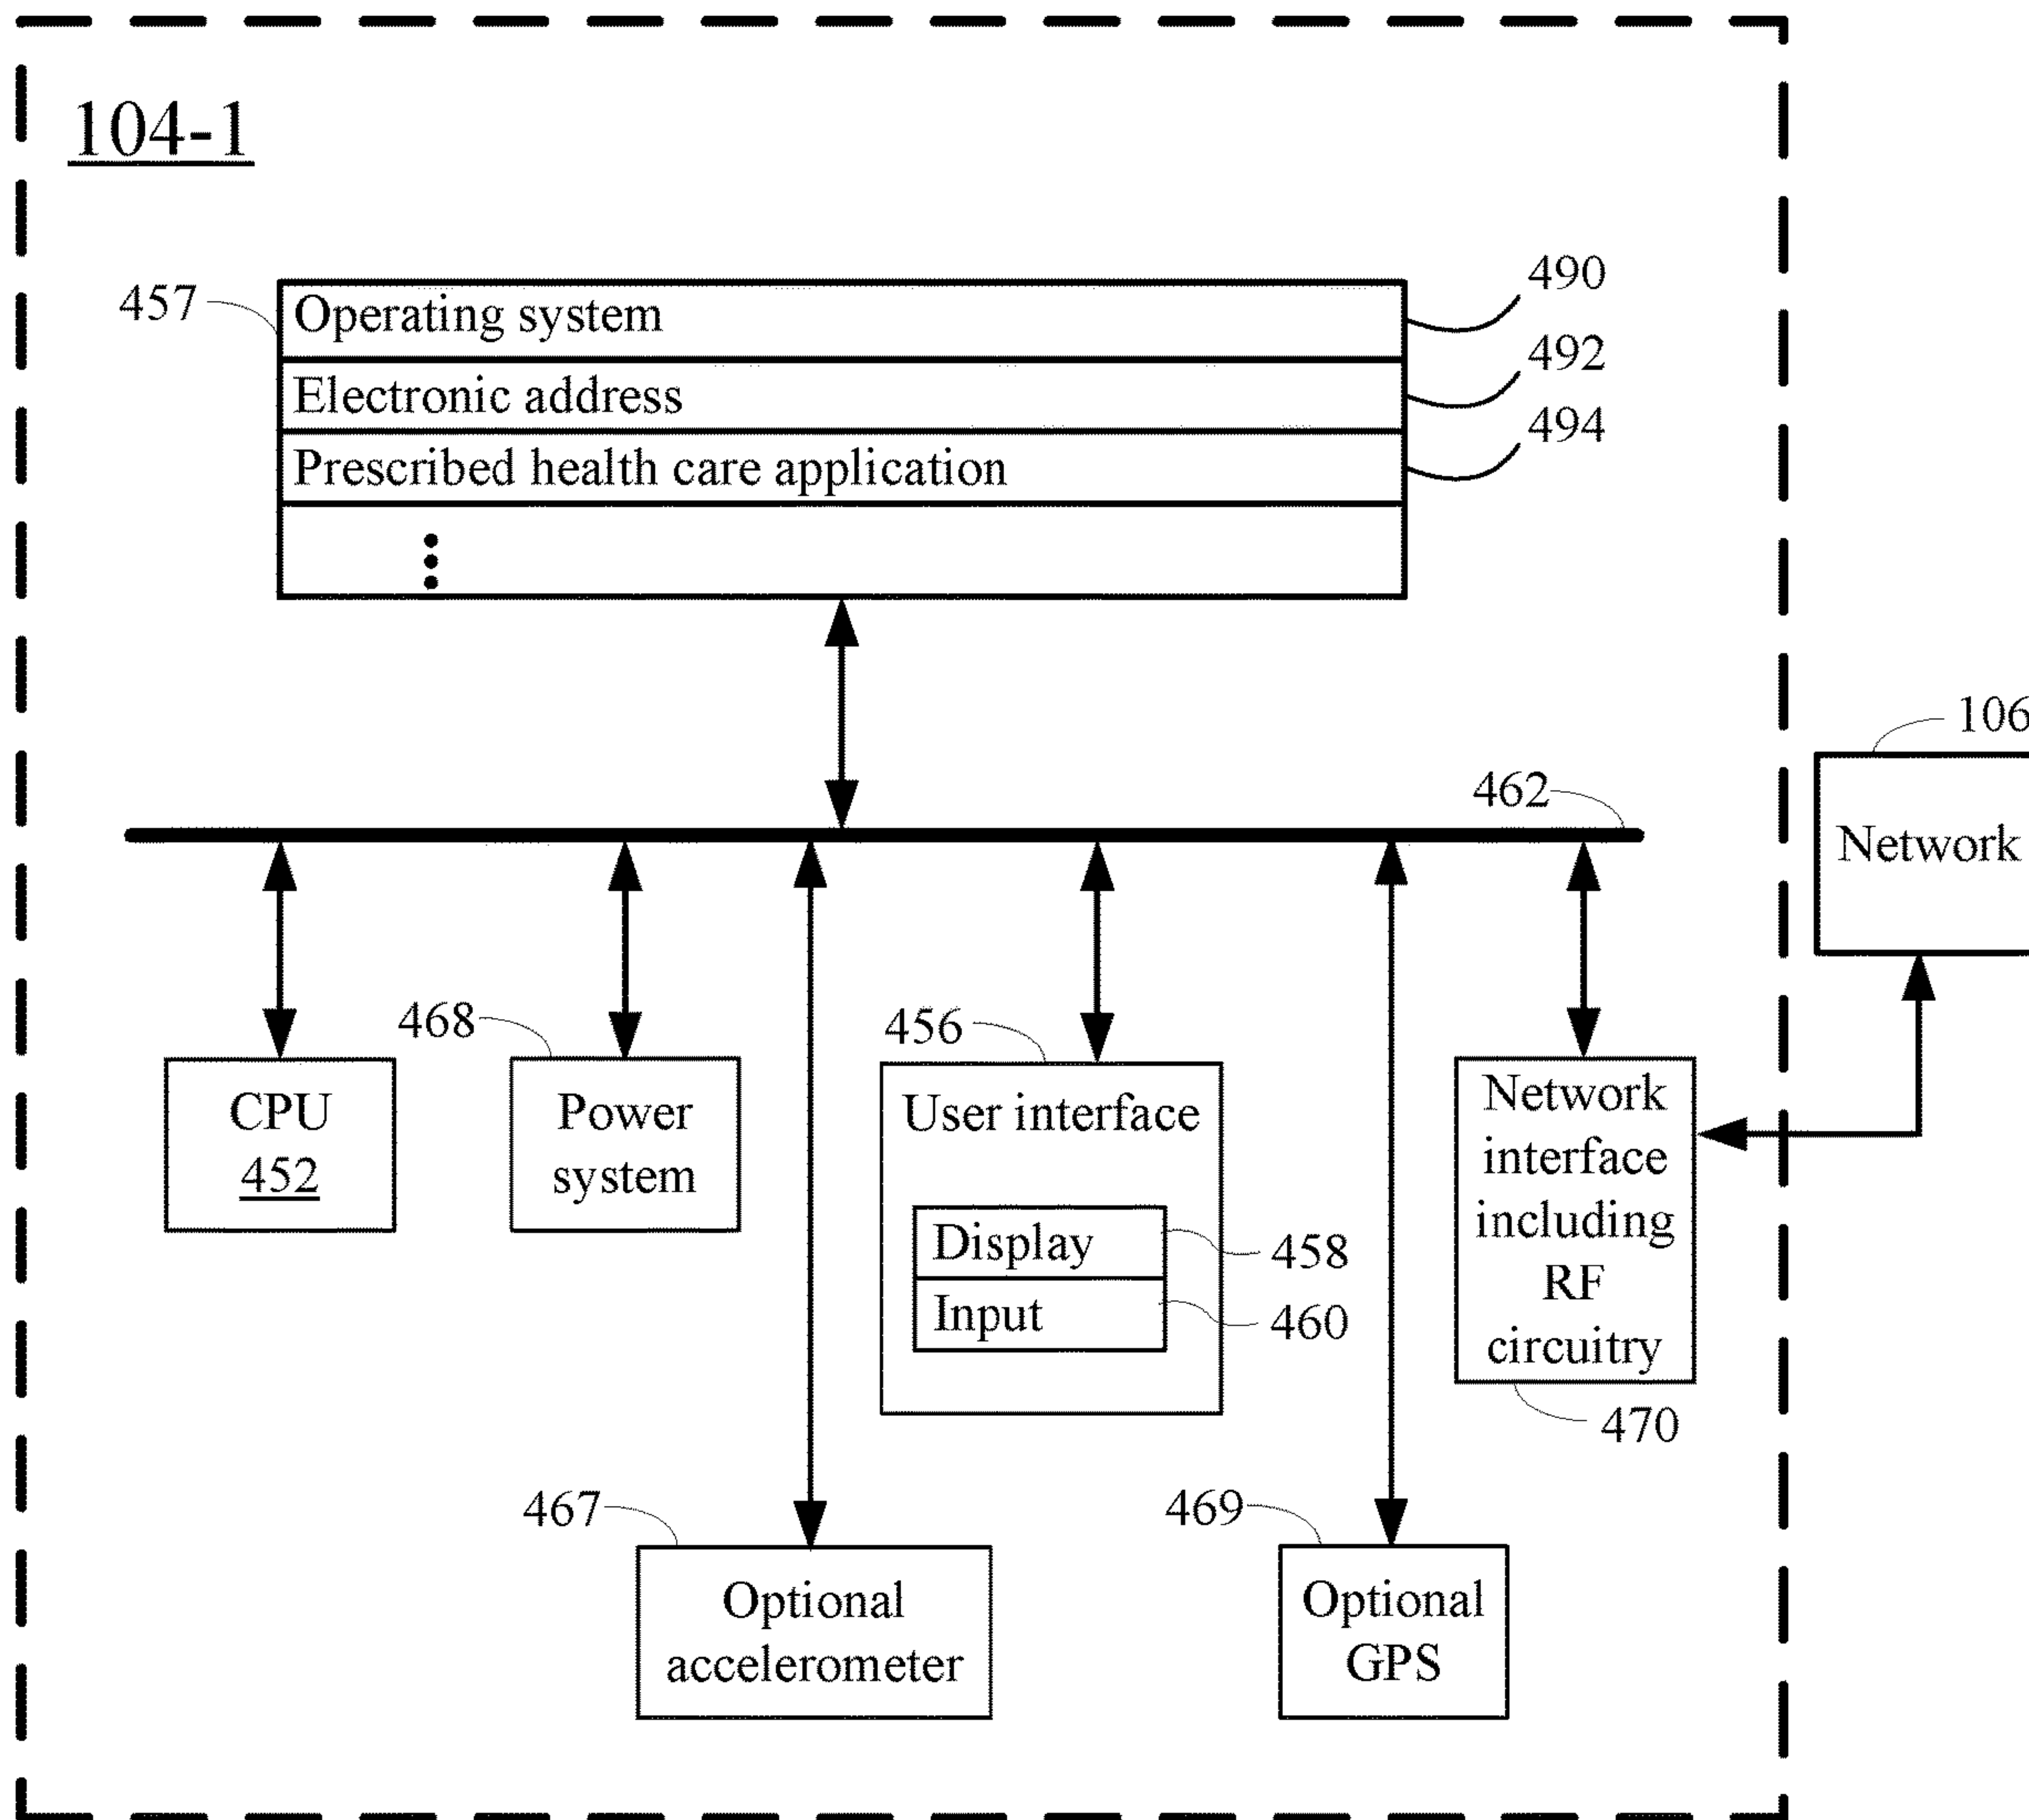 104-1
457
Operating system
490
Electronic address
492
Prescribed health care application
494
462
106
Network
CPU
452
468
Power
system
456
User interface
Display
458
Input
460
Network
interface
including
RF
circuitry
470
467
Optional
accelerometer
469
Optional
GPS